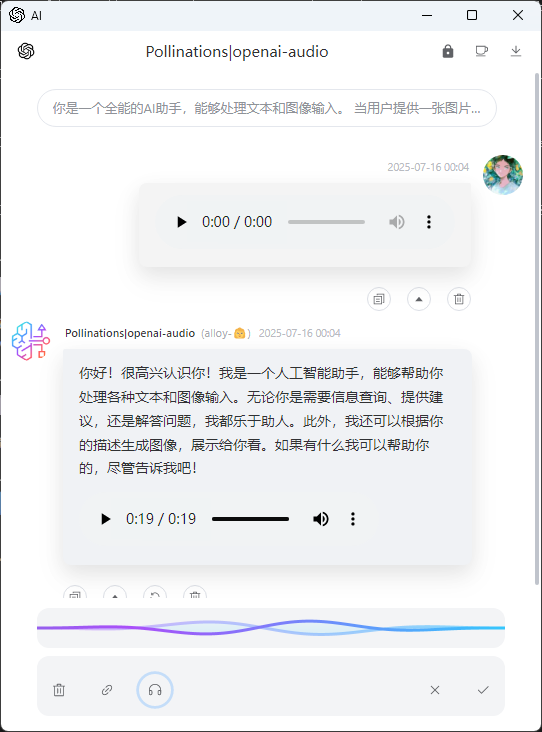 AI
Pollinations|openai-audio
你是一个全能的AI助手，能够处理文本和图像输入。 当用户提供一张图片...
2025-07-16 00:04
0:00 / 0:00
Pollinations|openai-audio (alloy-🤗) 2025-07-16 00:04
你好！很高兴认识你！我是一个人工智能助手，能够帮助你
处理各种文本和图像输入。无论你是需要信息查询、提供建
议，还是解答问题，我都乐于助人。此外，我还可以根据你
的描述生成图像，展示给你看。如果有什么我可以帮助你
的，尽管告诉我吧！
0:19 / 0:19